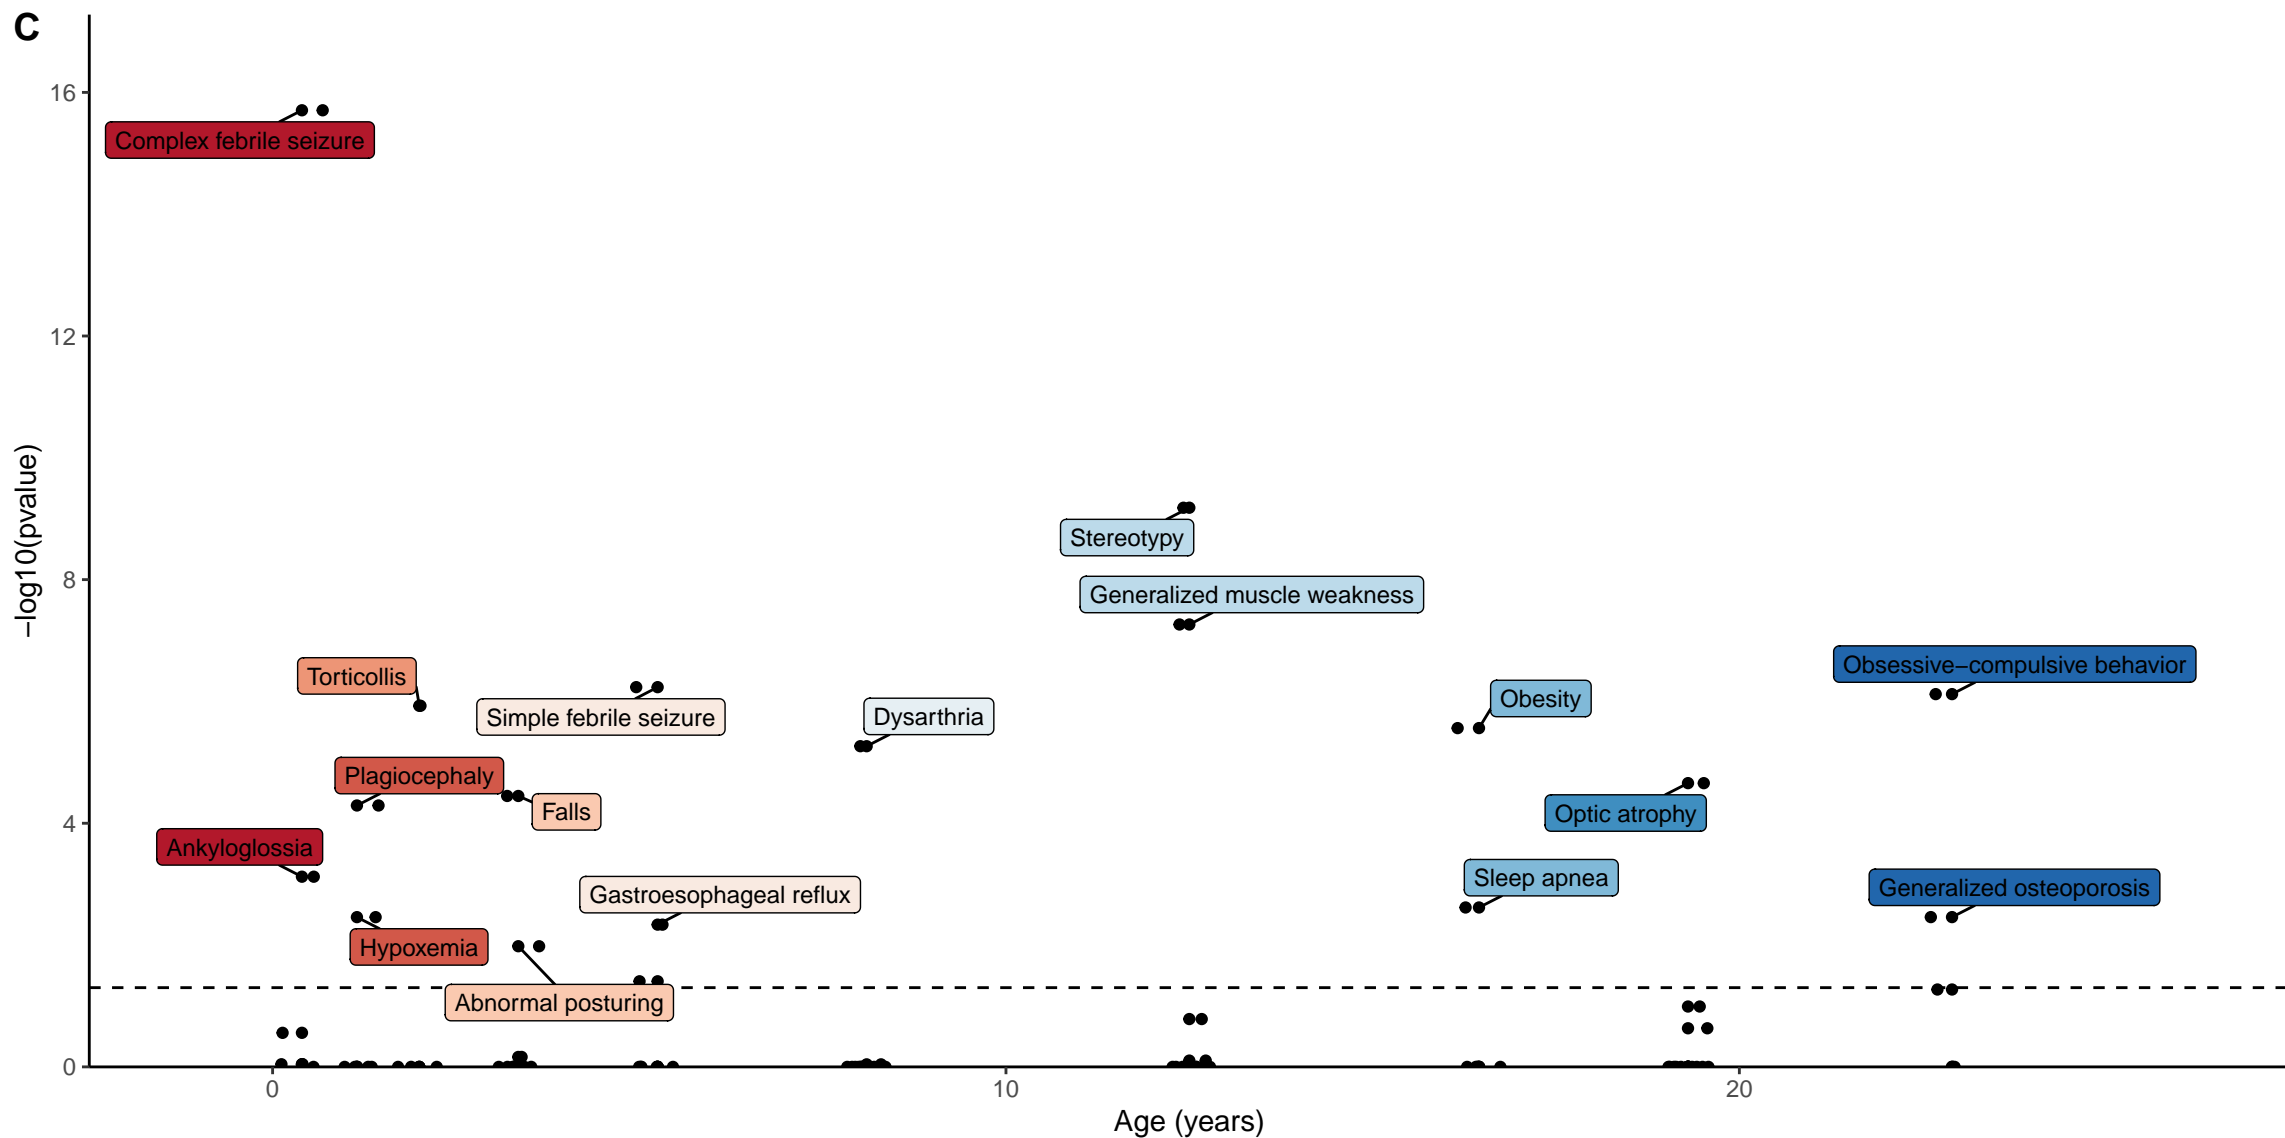 C
16
Complex febrile seizure
12
Stereotypy
8
Generalized muscle weakness
–log10(pvalue)
Torticollis
Obsessive–compulsive behavior
Simple febrile seizure
Dysarthria
Obesity
Plagiocephaly
Falls
Optic atrophy
4
Ankyloglossia
Gastroesophageal reflux
Sleep apnea
Generalized osteoporosis
Hypoxemia
Abnormal posturing
0
0
10
20
Age (years)